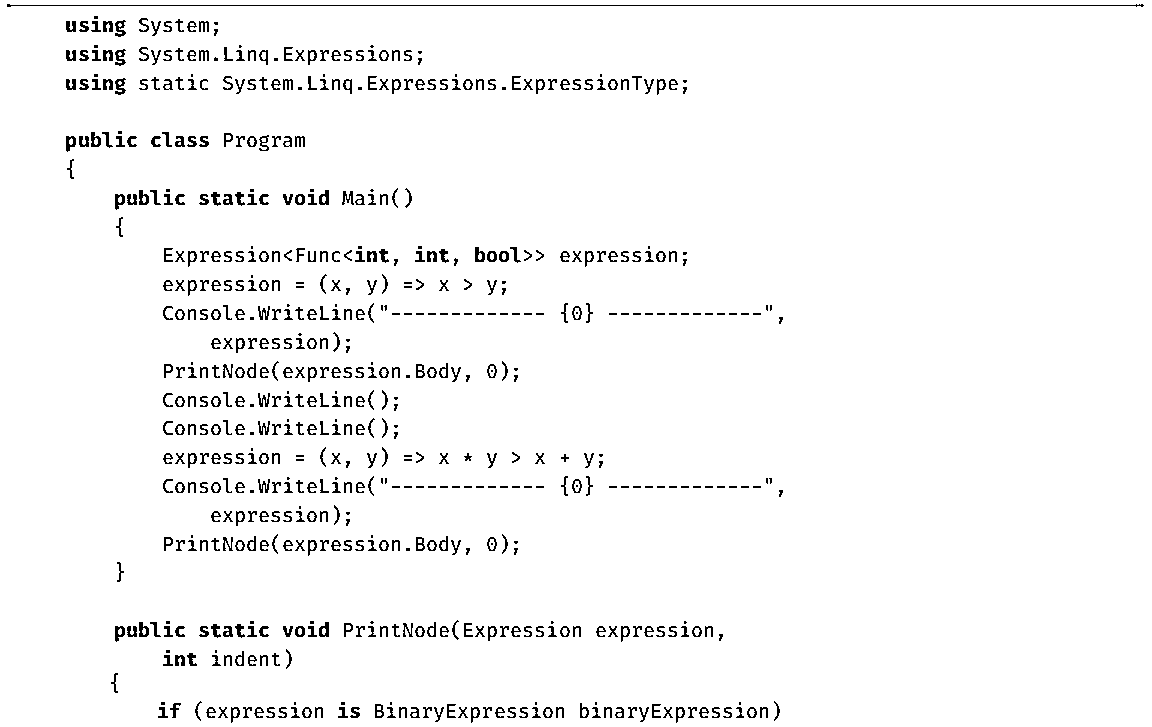 using System;
using System.Linq.Expressions;
using static System.Linq.Expressions.ExpressionType;

public class Program
{
    public static void Main()
    {
        Expression<Func<int, int, bool>> expression;
        expression = (x, y) => x > y;
        Console.WriteLine("------------- {0} -------------",
            expression);
        PrintNode(expression.Body, 0);
        Console.WriteLine();
        Console.WriteLine();
        expression = (x, y) => x * y > x + y;
        Console.WriteLine("------------- {0} -------------",
            expression);
        PrintNode(expression.Body, 0);
    }

    public static void PrintNode(Expression expression,
        int indent)
    {
        if (expression is BinaryExpression binaryExpression)